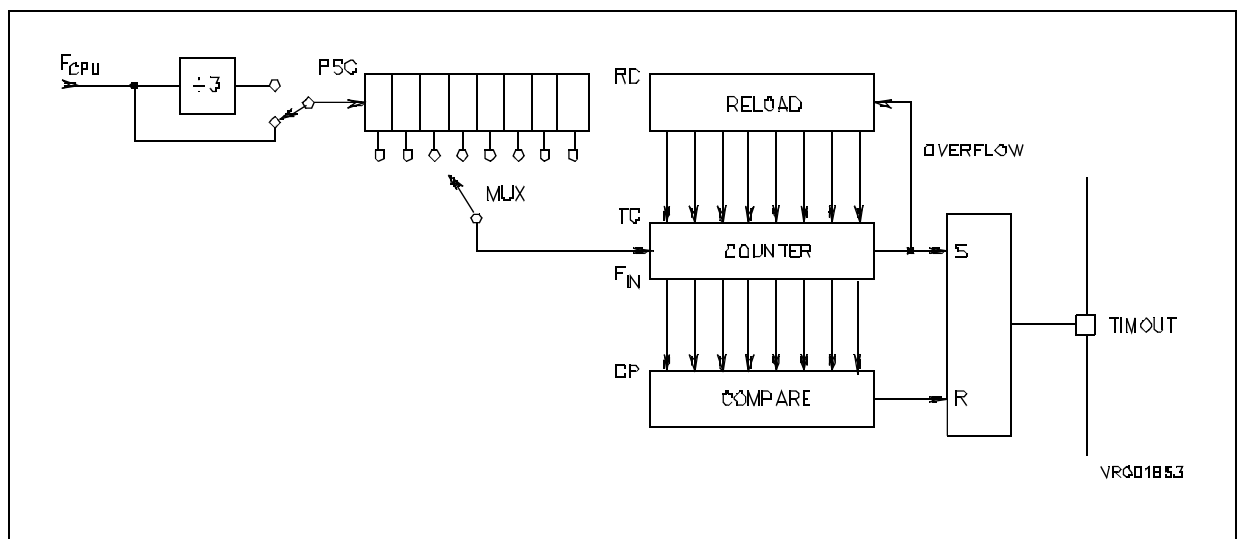 FCPU
÷3
PSC
RC
RELOAD
OVERFLOW
MUX
TC
COUNTER
S
FIN
TIMOUT
CP
COMPARE
R
VR001853